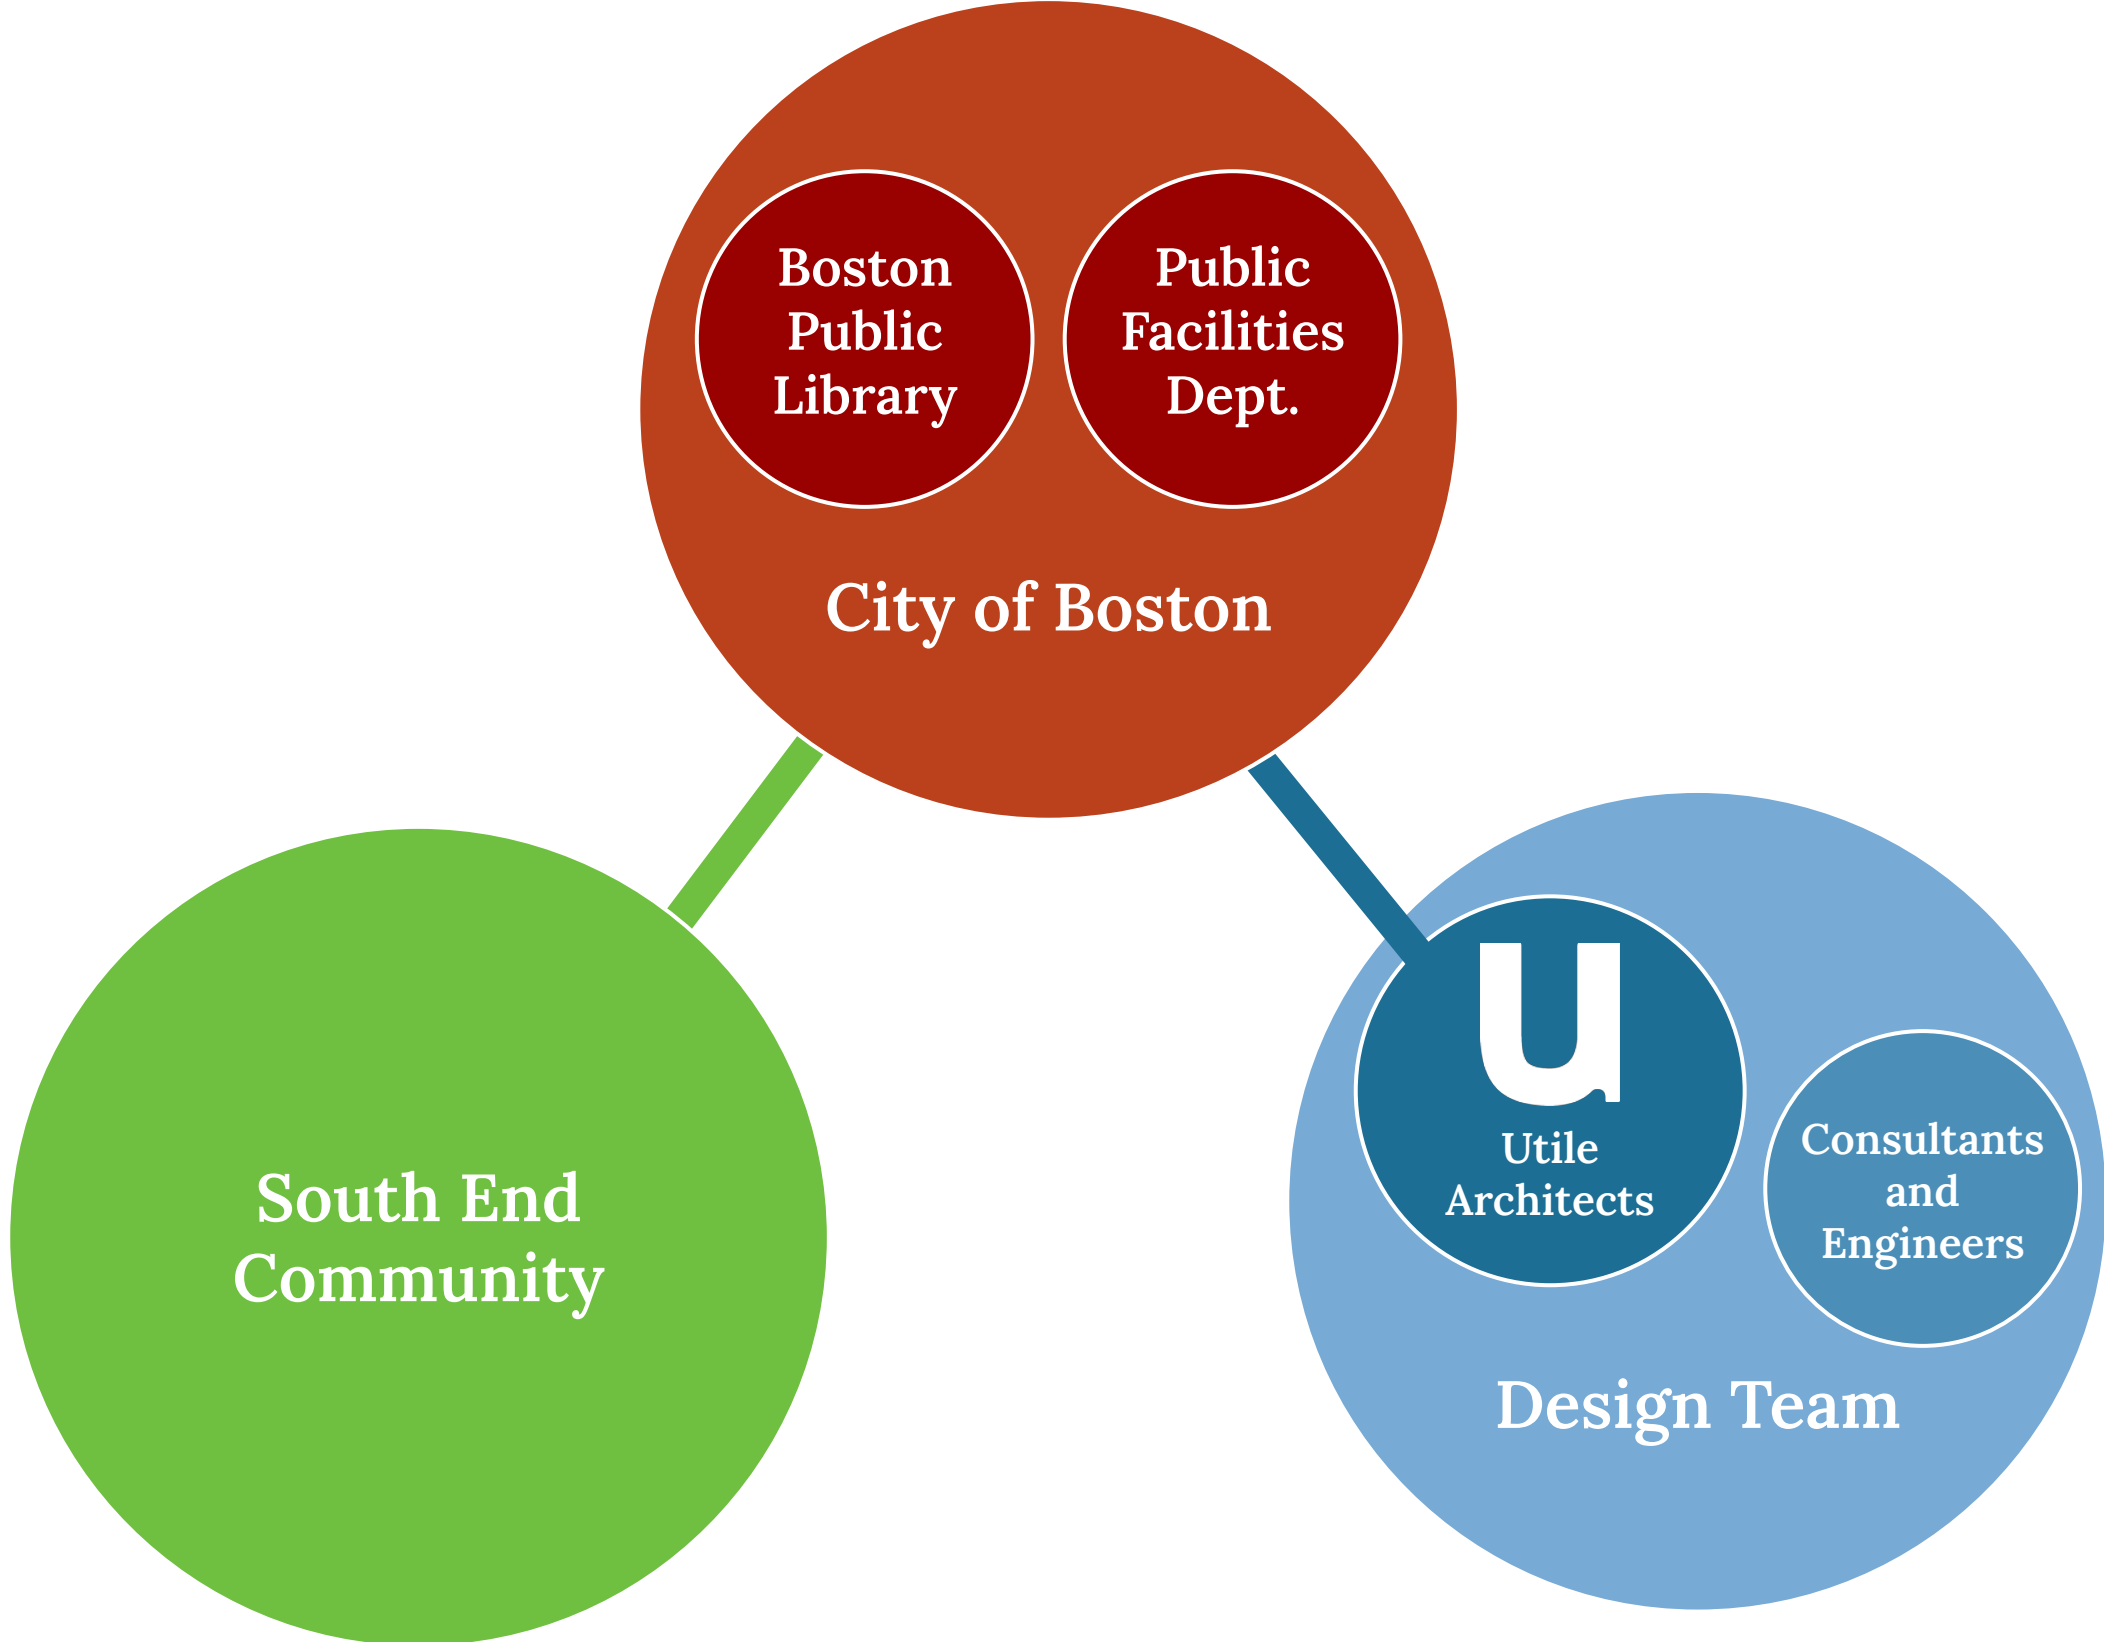 Boston
Public
Library
Public
Facilities
Dept.
City of Boston
South End
Community
u
Utile
Architects
Consultants
and
Engineers
Design Team